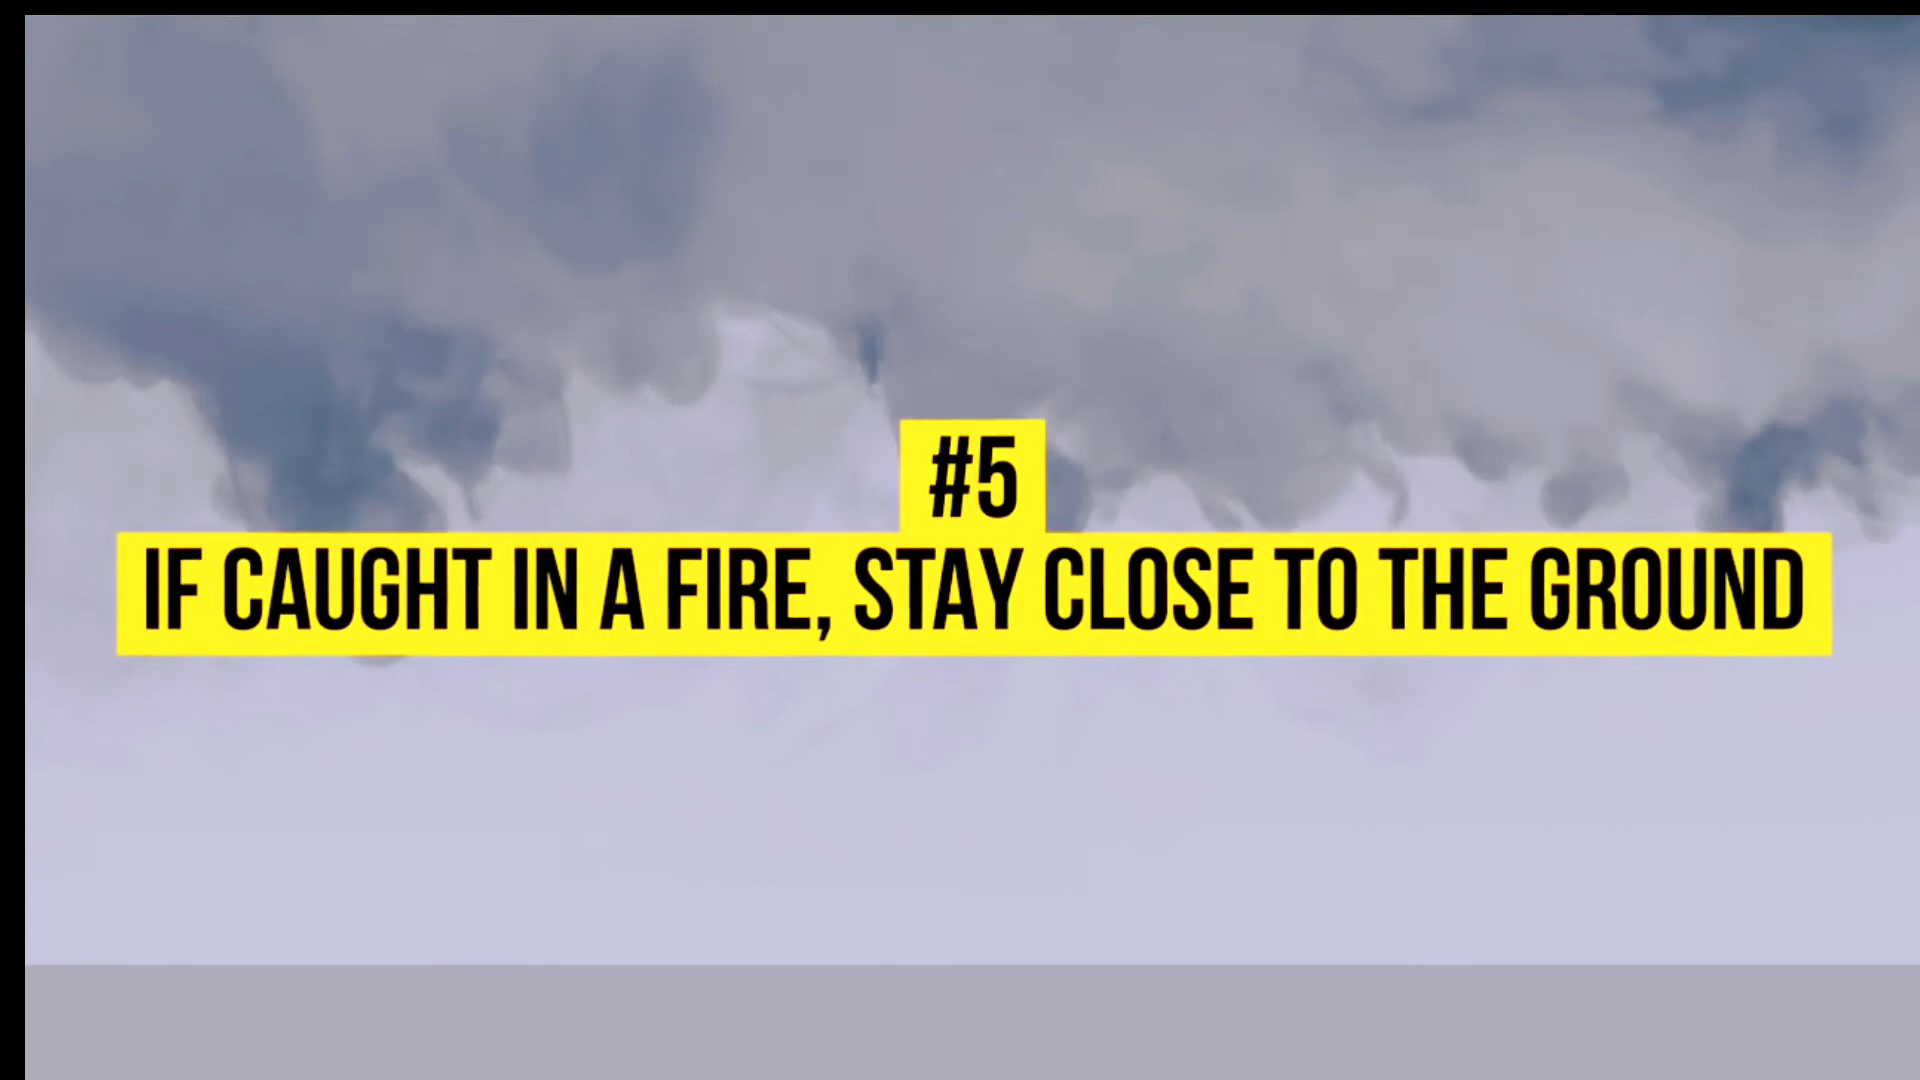 #5
IF CAUGHT IN A FIRE, STAY CLOSE TO THE GROUND